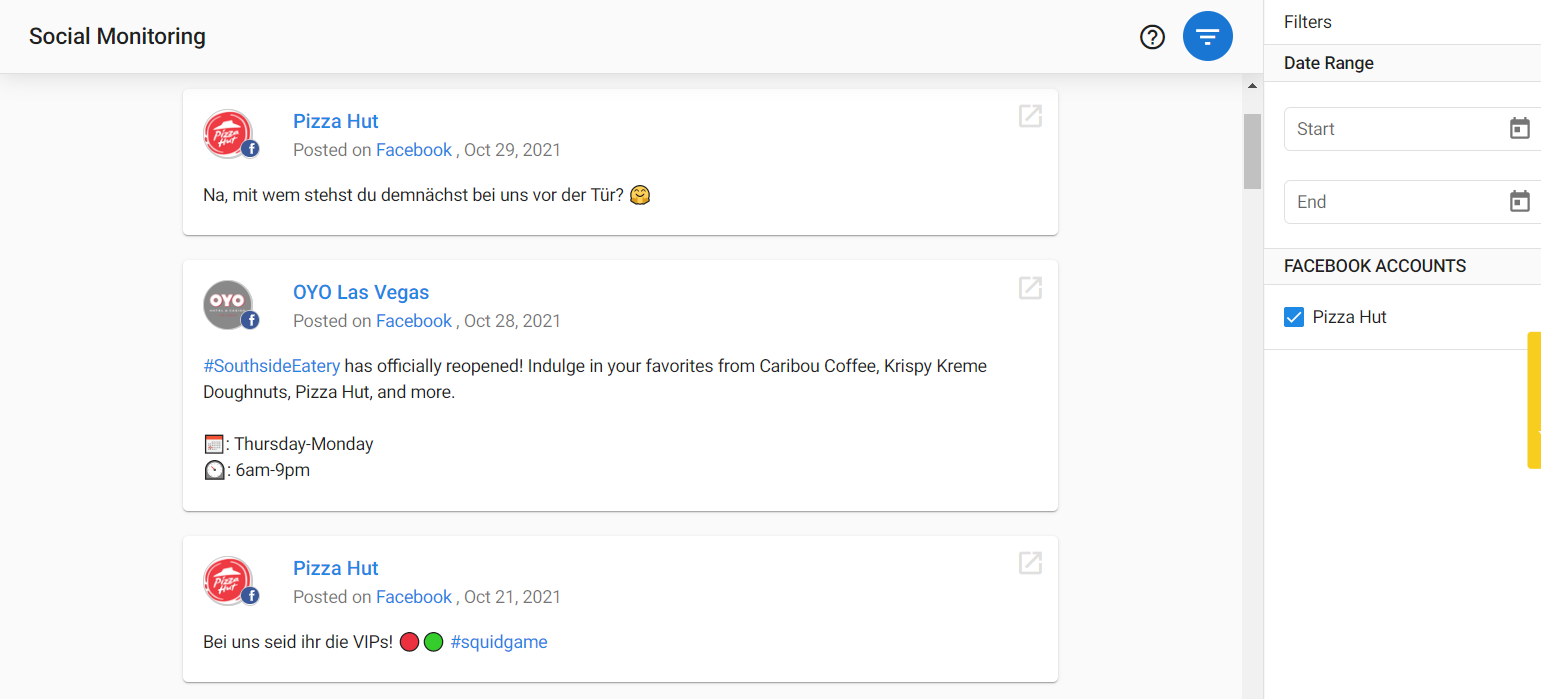 Social Monitoring
Filters
Date Range
Start
End
FACEBOOK ACCOUNTS
Pizza Hut
Pizza Hut
Pizza Hut
Posted on Facebook , Oct 29, 2021
Na, mit wem stehst du demnächst bei uns vor der Tür? 🤗
OYO
OYO Las Vegas
Posted on Facebook , Oct 28, 2021
#SouthsideEatery has officially reopened! Indulge in your favorites from Caribou Coffee, Krispy Kreme
Doughnuts, Pizza Hut, and more.
📅: Thursday-Monday
🕙: 6am-9pm
Pizza Hut
Pizza Hut
Posted on Facebook , Oct 21, 2021
Bei uns seid ihr die VIPs! 🔴🟢 #squidgame